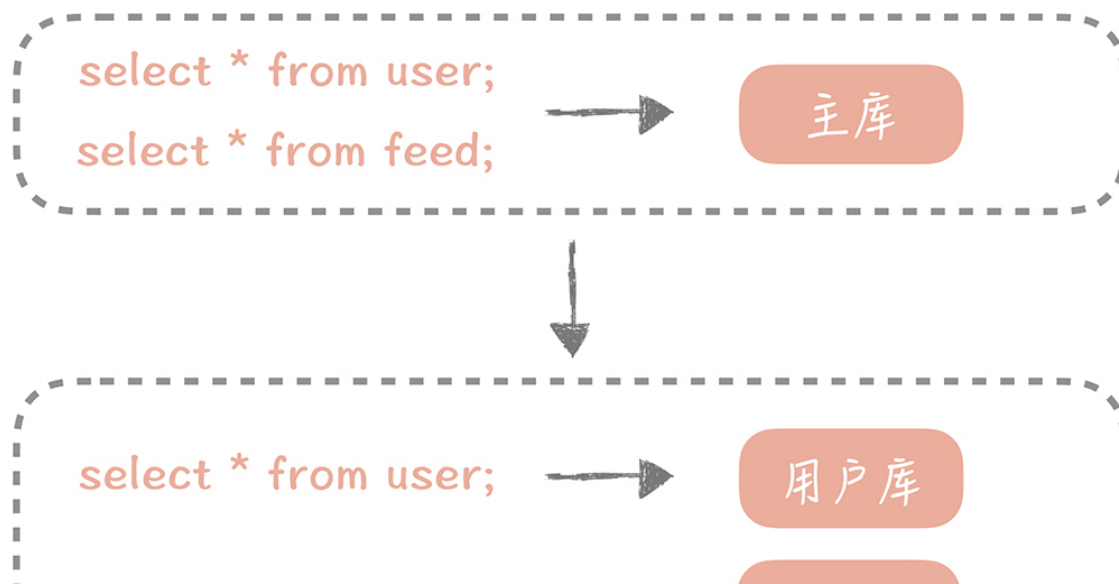 select * from user;
select * from feed;
主库
select * from user;
用户库